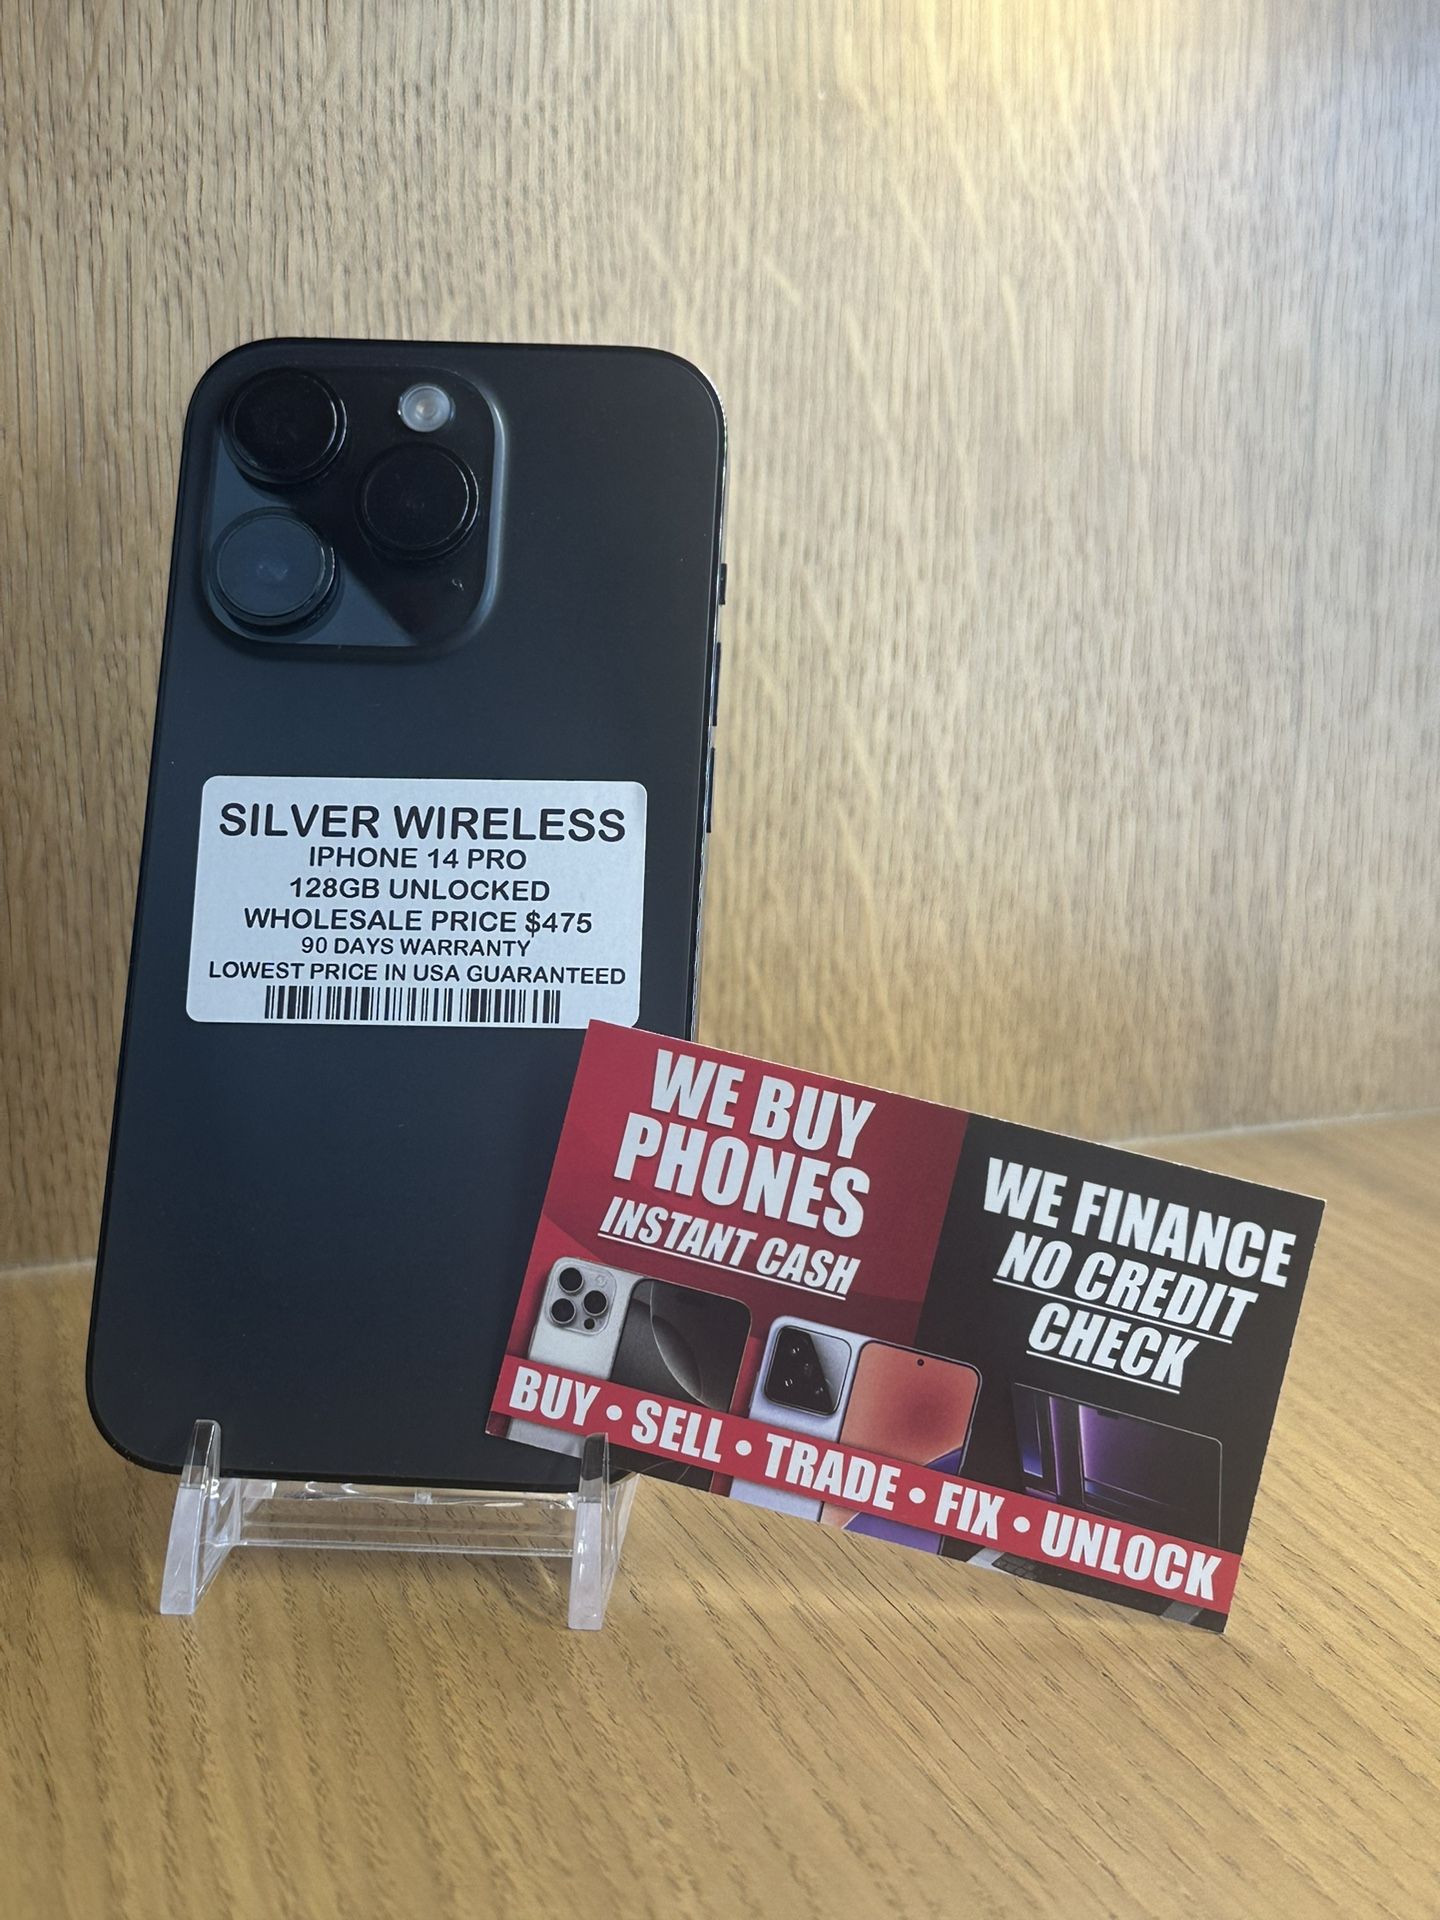 SILVER WIRELESS
IPHONE 14 PRO
128GB UNLOCKED
WHOLESALE PRICE $475
90 DAYS WARRANTY
LOWEST PRICE IN USA GUARANTEED
WE BUY
PHONES
INSTANT CASH
WE FINANCE
NO CREDIT
CHECK
BUY • SELL • TRADE • FIX • UNLOCK